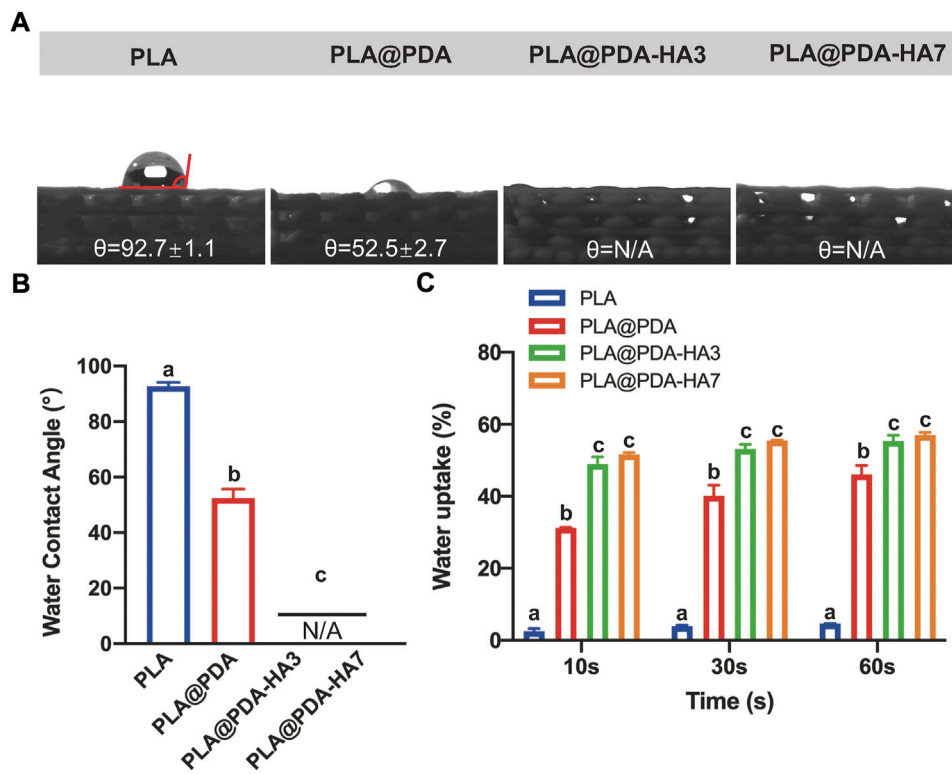 A
PLA PLA@PDA PLA@PDA-HA3 PLA@PDA-HA7
θ=92.7±1.1 θ=52.5±2.7 θ=N/A θ=N/A
B
Water Contact Angle (°)
100
80
60
40
20
0
a
b
c
N/A
PLA
PLA@PDA
PLA@PDA-HA3
PLA@PDA-HA7
C
PLA
PLA@PDA
PLA@PDA-HA3
PLA@PDA-HA7
Water uptake (%)
80
60
40
20
0
a b c c a b c c a b c c
10s 30s 60s
Time (s)